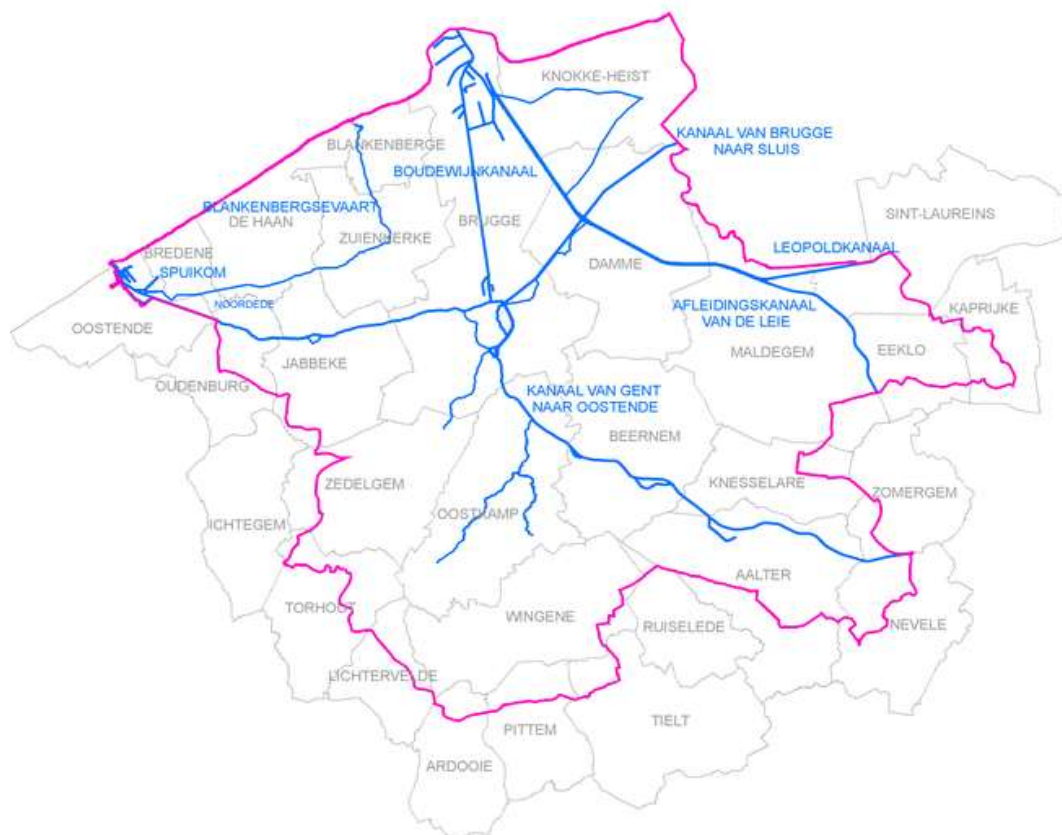 KNOKKE-HEIST
KANAAL VAN BRUGGE
NAAR SLUIS
BLANKENBERGE
BOUDEWIJNKANAAL
BLANKENBERGSEVAART
DE HAAN
BRUGGE
SINT-LAUREINS
ZUIENKERKE
LEOPOLDKANAAL
BREDENE
SPUIKOM
DAMME
NOORDEDE
KAPRIJKE
OOSTENDE
AFLEIDINGSKANAAL
VAN DE LEIE
EEKLO
MALDEGEM
JABBEKE
OUDENBURG
KANAAL VAN GENT
NAAR OOSTENDE
BEERNEM
ZEDELGEM
KNESSELARE
ZOMERGEM
OOSTKAMP
ICHTEGEM
AALTER
TORHOUT
WINGENE
RUISELEDE
NEVELE
LICHTERVELDE
TIELT
PITTEM
ARDOOIE